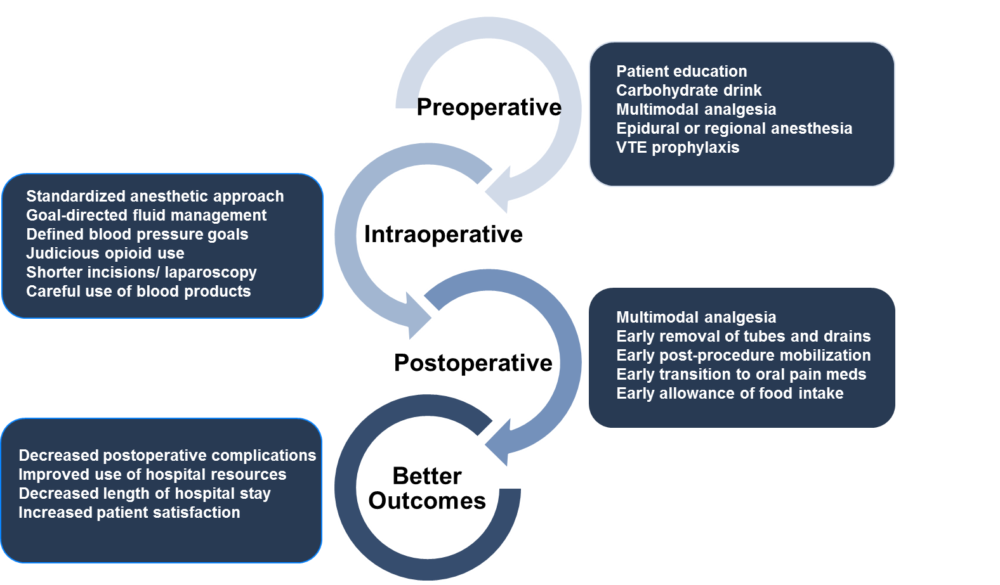 Preoperative
Patient education
Carbohydrate drink
Multimodal analgesia
Epidural or regional anesthesia
VTE prophylaxis
Intraoperative
Standardized anesthetic approach
Goal-directed fluid management
Defined blood pressure goals
Judicious opioid use
Shorter incisions/ laparoscopy
Careful use of blood products
Postoperative
Multimodal analgesia
Early removal of tubes and drains
Early post-procedure mobilization
Early transition to oral pain meds
Early allowance of food intake
Better
Outcomes
Decreased postoperative complications
Improved use of hospital resources
Decreased length of hospital stay
Increased patient satisfaction